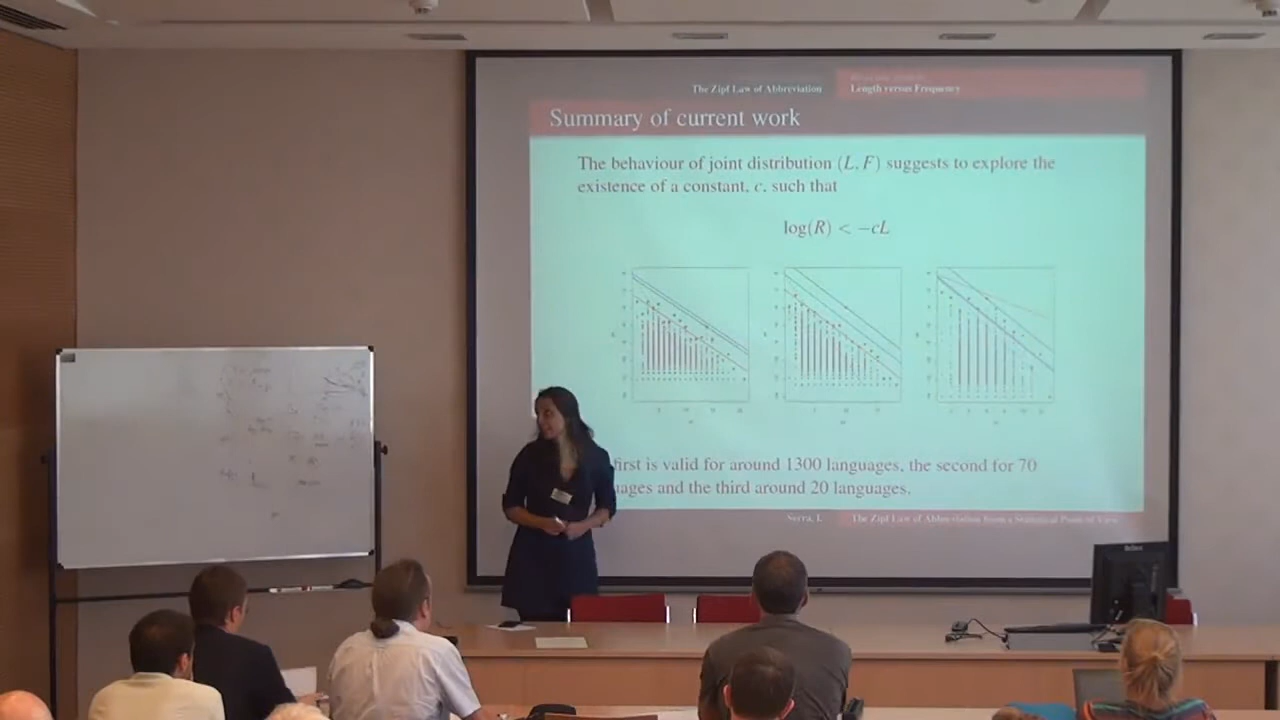 The Zipf Law of Abbreviation
Length versus Frequency
Summary of current work
The behaviour of joint distribution (L, F) suggests to explore the
existence of a constant, c, such that
log(R) < −cL
first is valid for around 1300 languages, the second for 70
uages and the third around 20 languages.
Serra, I. The Zipf Law of Abbreviation from a Statistical Point of View